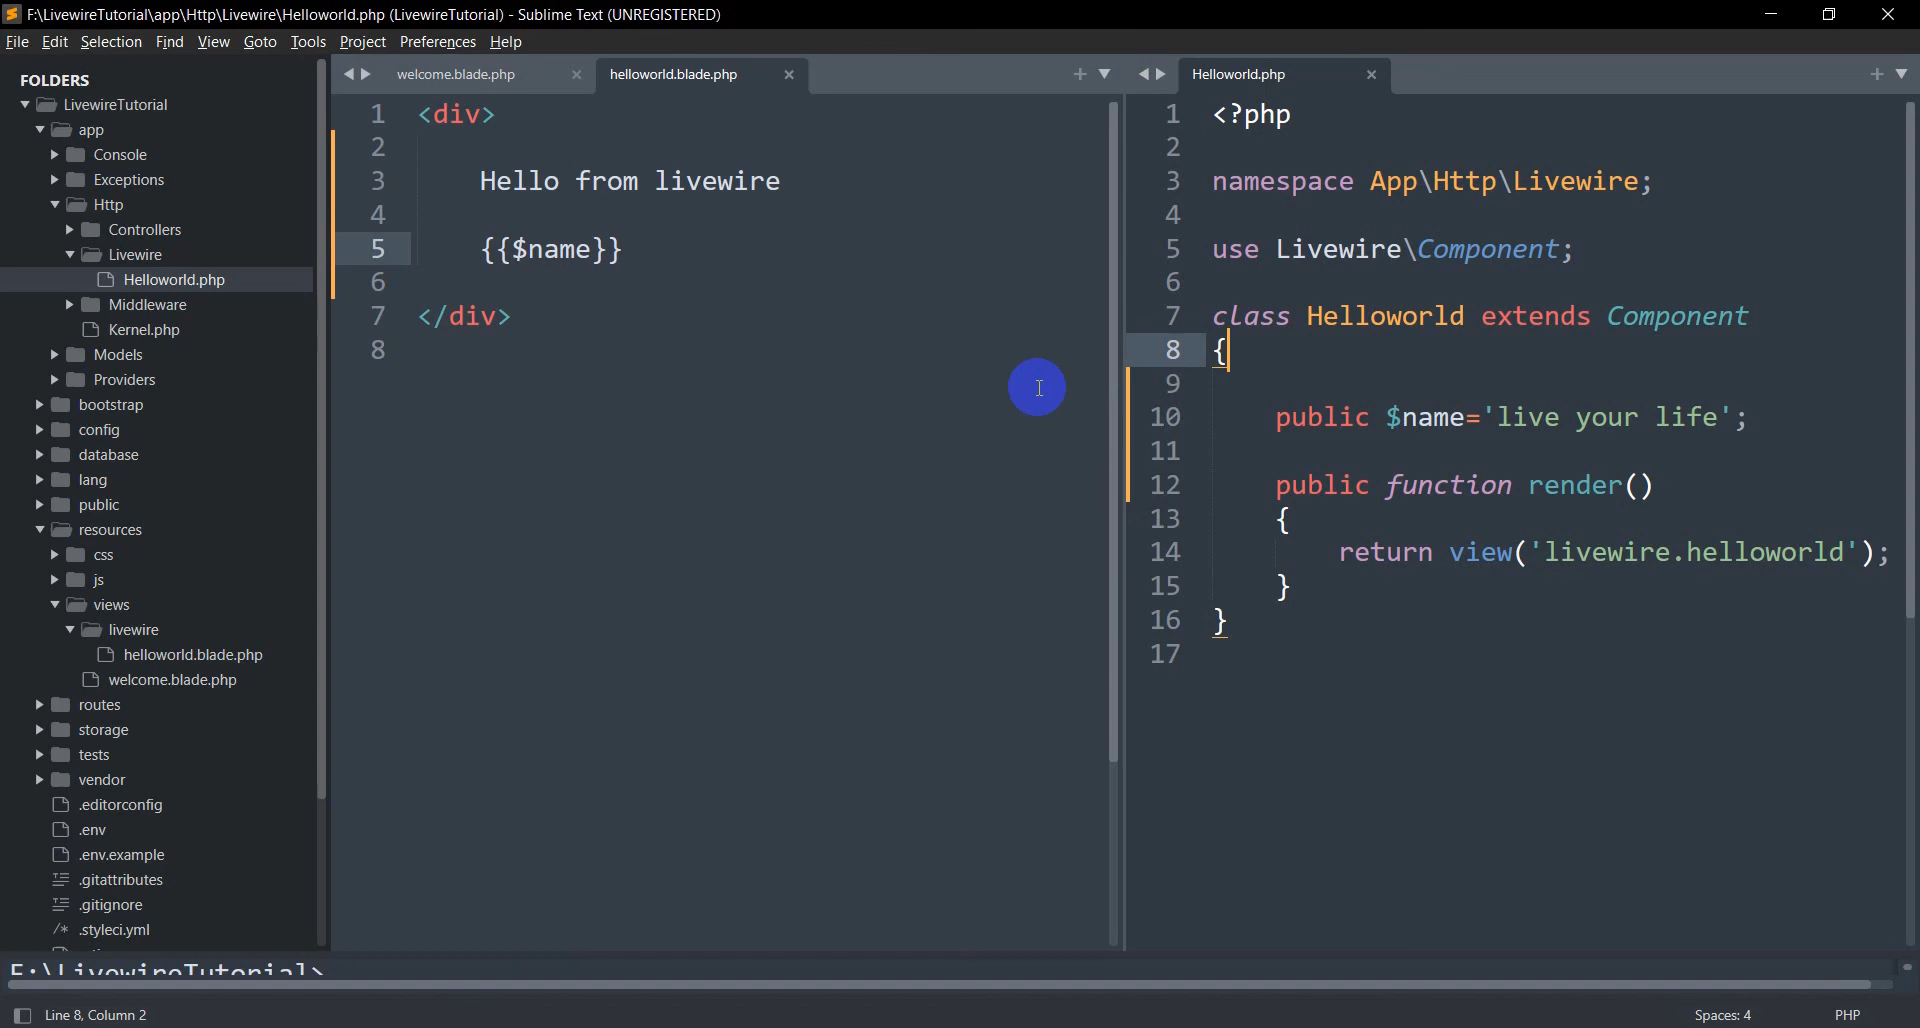 F:\LivewireTutorial\app\Http\Livewire\Helloworld.php (LivewireTutorial) - Sublime Text (UNREGISTERED)
File Edit Selection Find View Goto Tools Project Preferences Help
FOLDERS
LivewireTutorial
app
Console
Exceptions
Http
Controllers
Livewire
Helloworld.php
Middleware
Kernel.php
Models
Providers
bootstrap
config
database
lang
public
resources
css
js
views
livewire
helloworld.blade.php
welcome.blade.php
routes
storage
tests
vendor
.editorconfig
.env
.env.example
.gitattributes
.gitignore
/* .styleci.yml
welcome.blade.php helloworld.blade.php
1 <div>
2
3 Hello from livewire
4
5 {{$name}}
6
7 </div>
8
Helloworld.php
1 <?php
2
3 namespace App\Http\Livewire;
4
5 use Livewire\Component;
6
7 class Helloworld extends Component
8 {
9
10 public $name='live your life';
11
12 public function render()
13 {
14 return view('livewire.helloworld');
15 }
16 }
17
F:\LivewireTutorial>
Line 8, Column 2
Spaces: 4 PHP